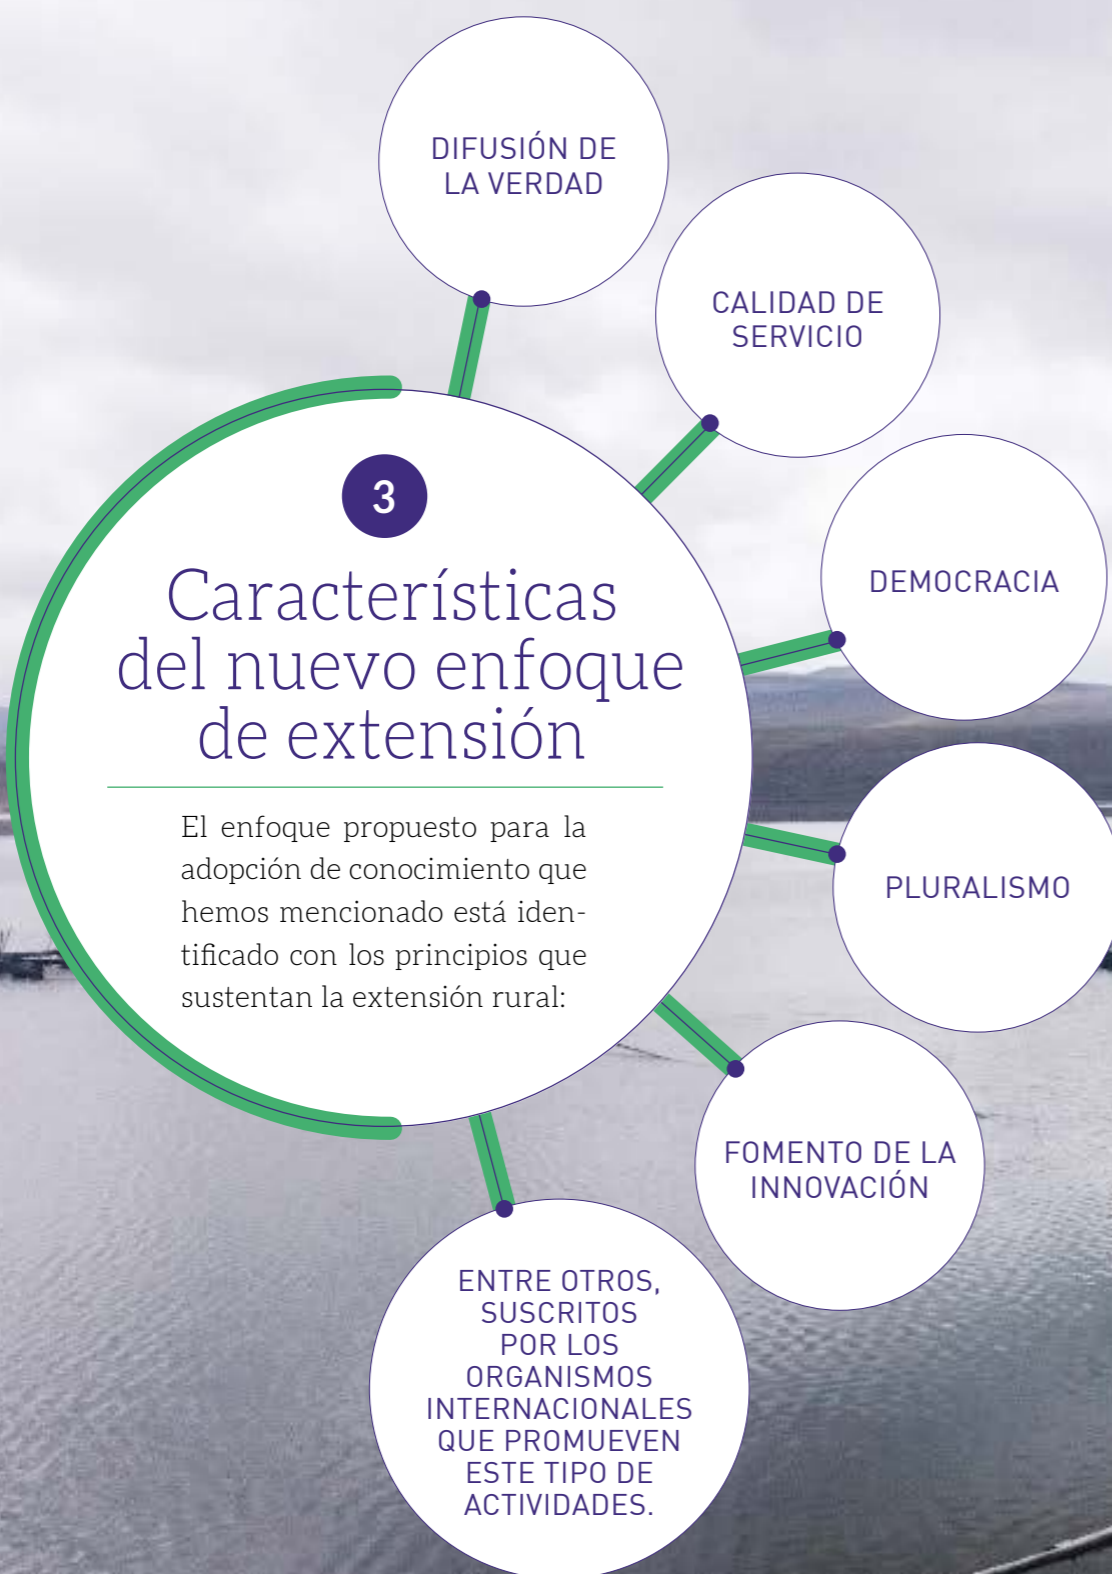 DIFUSIÓN DE
LA VERDAD
CALIDAD DE
SERVICIO
DEMOCRACIA
PLURALISMO
FOMENTO DE LA
INNOVACIÓN
ENTRE OTROS,
SUSCRITOS
POR LOS
ORGANISMOS
INTERNACIONALES
QUE PROMUEVEN
ESTE TIPO DE
ACTIVIDADES.
3
Características
del nuevo enfoque
de extensión
El enfoque propuesto para la
adopción de conocimiento que
hemos mencionado está iden-
tificado con los principios que
sustentan la extensión rural: